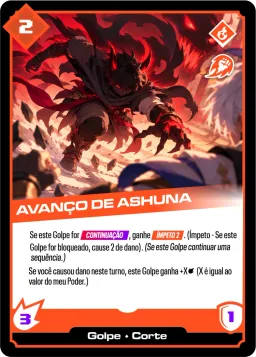 2
AVANÇO DE ASHUNA
Se este Golpe for CONTINUAÇÃO, ganhe ÍMPETO 2. (Ímpeto - Se este
Golpe for bloqueado, cause 2 de dano). (Se este Golpe continuar uma
sequência.)
Se você causou dano neste turno, este Golpe ganha +X (X é igual ao
valor do meu Poder.)
3
1
Golpe • Corte